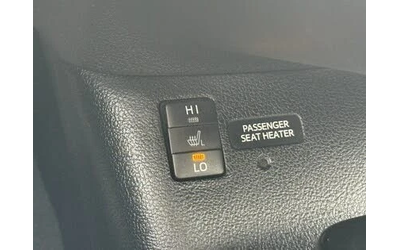 HI
LO
PASSENGER
SEAT HEATER